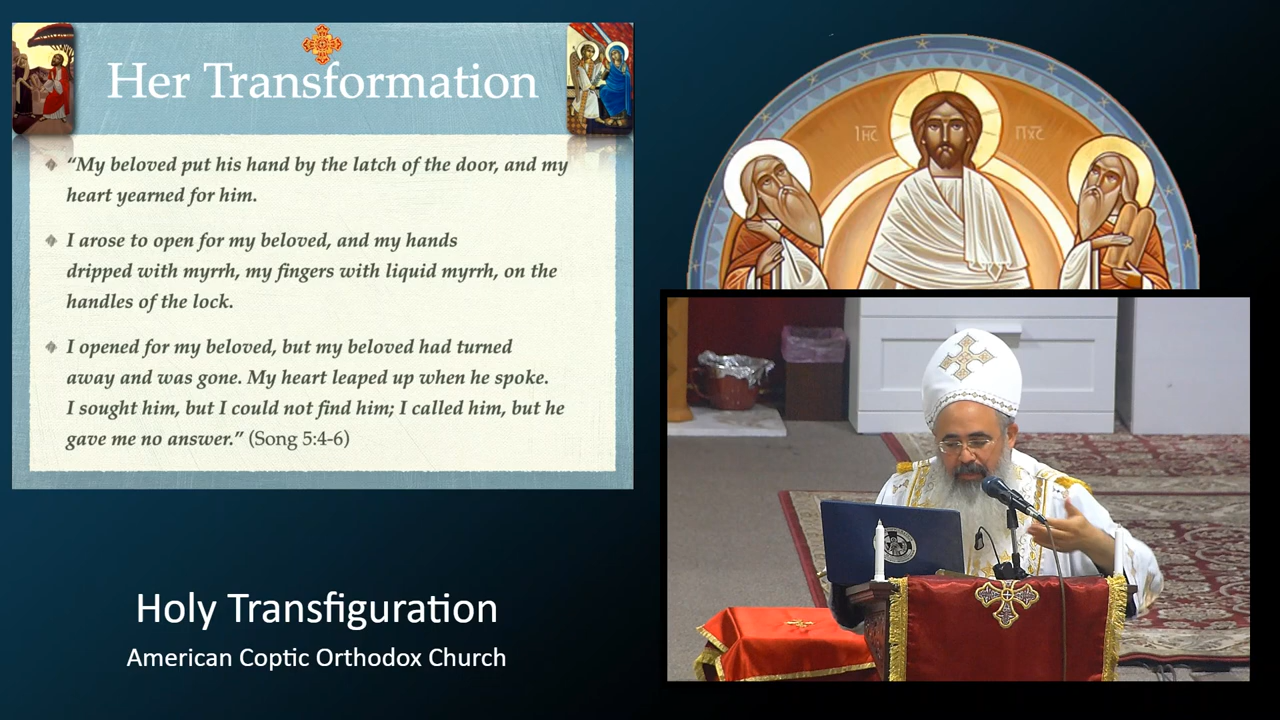 Her Transformation
“My beloved put his hand by the latch of the door, and my
heart yearned for him.
I arose to open for my beloved, and my hands
dripped with myrrh, my fingers with liquid myrrh, on the
handles of the lock.
I opened for my beloved, but my beloved had turned
away and was gone. My heart leaped up when he spoke.
I sought him, but I could not find him; I called him, but he
gave me no answer.” (Song 5:4-6)
Holy Transfiguration
American Coptic Orthodox Church
ΙΗC ΠΧC